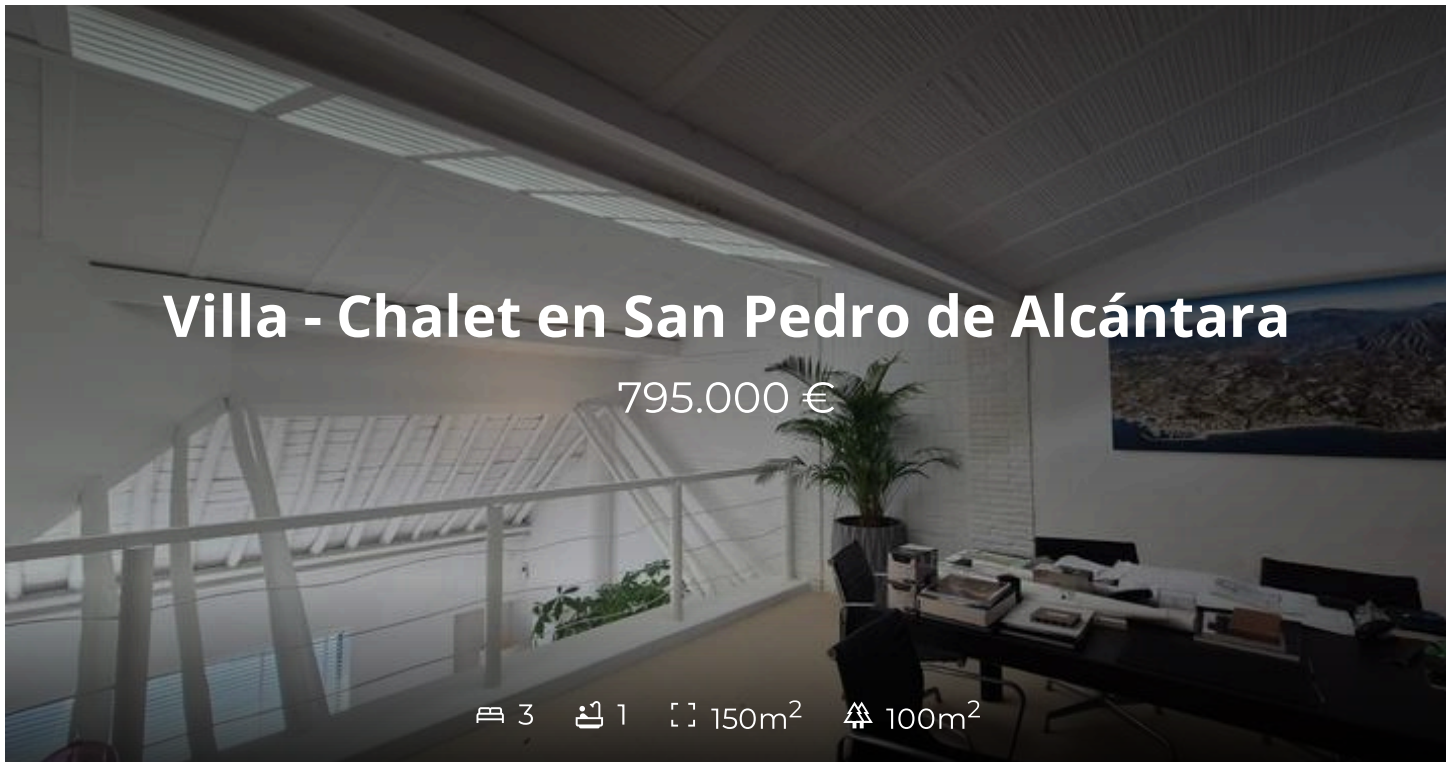 Villa - Chalet en San Pedro de Alcántara
795.000 €
3 1 150m² 100m²